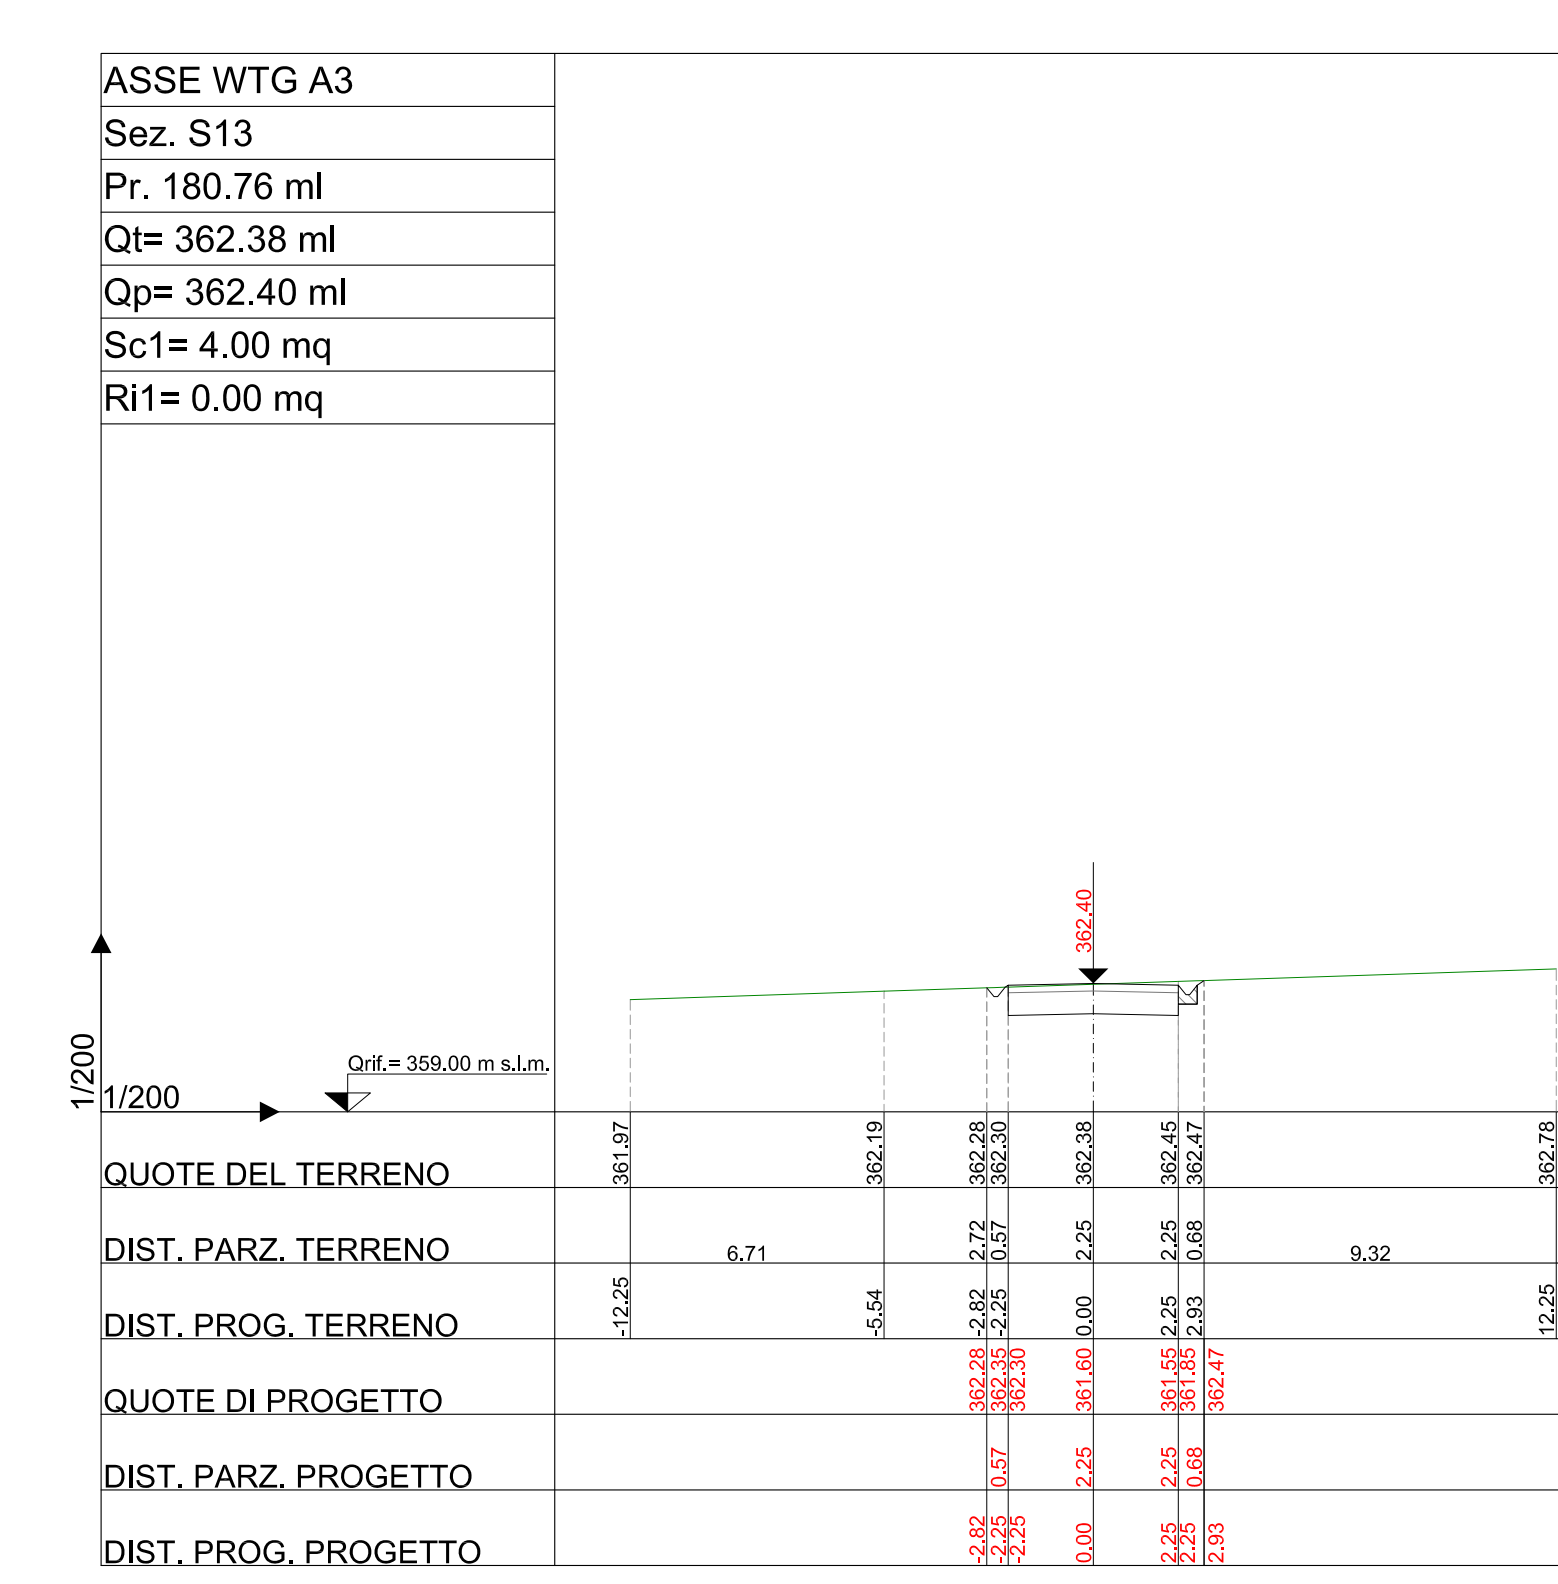 ASSE WTG A3
Sez. S13
Pr. 180.76 ml
Qt= 362.38 ml
Qp= 362.40 ml
Sc1= 4.00 mq
Ri1= 0.00 mq
362.40
1/200
1/200
Qrif.= 359.00 m s.l.m.
QUOTE DEL TERRENO 361.97 362.19 362.28 362.30 362.38 362.45 362.47 362.78
DIST. PARZ. TERRENO 6.71 2.72 0.57 2.25 2.25 0.68 9.32
DIST. PROG. TERRENO -12.25 -5.54 -2.82 -2.25 0.00 2.25 2.93 12.25
QUOTE DI PROGETTO 362.28 362.35 362.30 361.60 361.55 361.85 362.47
DIST. PARZ. PROGETTO 0.57 2.25 2.25 0.68
DIST. PROG. PROGETTO -2.82 -2.25 -2.25 0.00 2.25 2.25 2.93